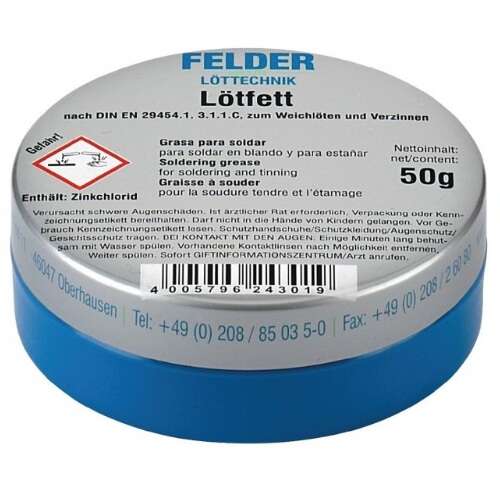 FELDER
LÖTTECHNIK
Lötfett
nach DIN EN 29454.1, 3.1.1.C, zum Weichlöten und Verzinnen
Gefahr!
Enthält: Zinkchlorid
Grasa para soldar
para soldar en blando y para estañar
Soldering grease
for soldering and tinning
Graisse à souder
pour la soudure tendre et l'étamage
Nettoinhalt:
net/content:
50g
Verursacht schwere Augenschäden. Ist ärztlicher Rat erforderlich, Verpackung oder Kenn-
zeichnungsetikett bereithalten. Darf nicht in die Hände von Kindern gelangen. Vor Ge-
brauch Kennzeichnungsetikett lesen. Schutzhandschuhe/Schutzkleidung/Augenschutz/
Gesichtsschutz tragen. BEI KONTAKT MIT DEN AUGEN: Einige Minuten lang behut-
sam mit Wasser spülen. Vorhandene Kontaktlinsen nach Möglichkeit entfernen.
Weiter spülen. Sofort GIFTINFORMATIONSZENTRUM/Arzt anrufen.
4 005796 243019
46047 Oberhausen | Tel: +49 (0) 208 / 85 03 5-0 | Fax: +49 (0) 208 / 2 60 80